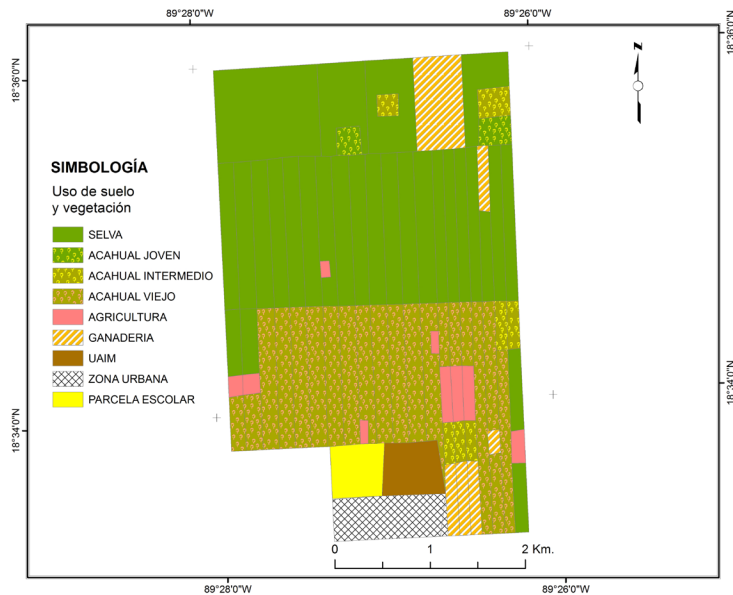 89°28'0"W
89°26'0"W
18°36'0"N
18°36'0"N
N
SIMBOLOGÍA
Uso de suelo
y vegetación
SELVA
ACAHUAL JOVEN
ACAHUAL INTERMEDIO
ACAHUAL VIEJO
AGRICULTURA
GANADERIA
UAIM
ZONA URBANA
PARCELA ESCOLAR
18°34'0"N
18°34'0"N
0 1 2 Km.
89°28'0"W
89°26'0"W